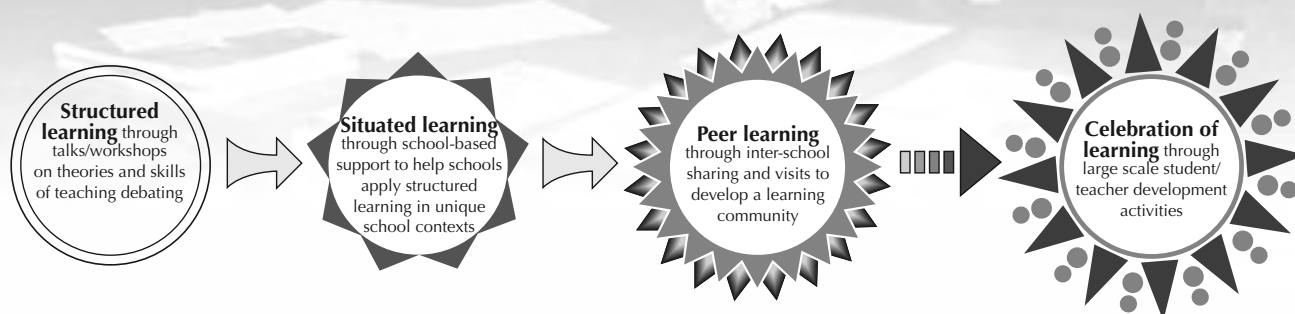 Structured
learning through
talks/workshops
on theories and skills
of teaching debating
Situated learning
through school-based
support to help schools
apply structured
learning in unique
school contexts
Peer learning
through inter-school
sharing and visits to
develop a learning
community
Celebration of
learning through
large scale student/
teacher development
activities